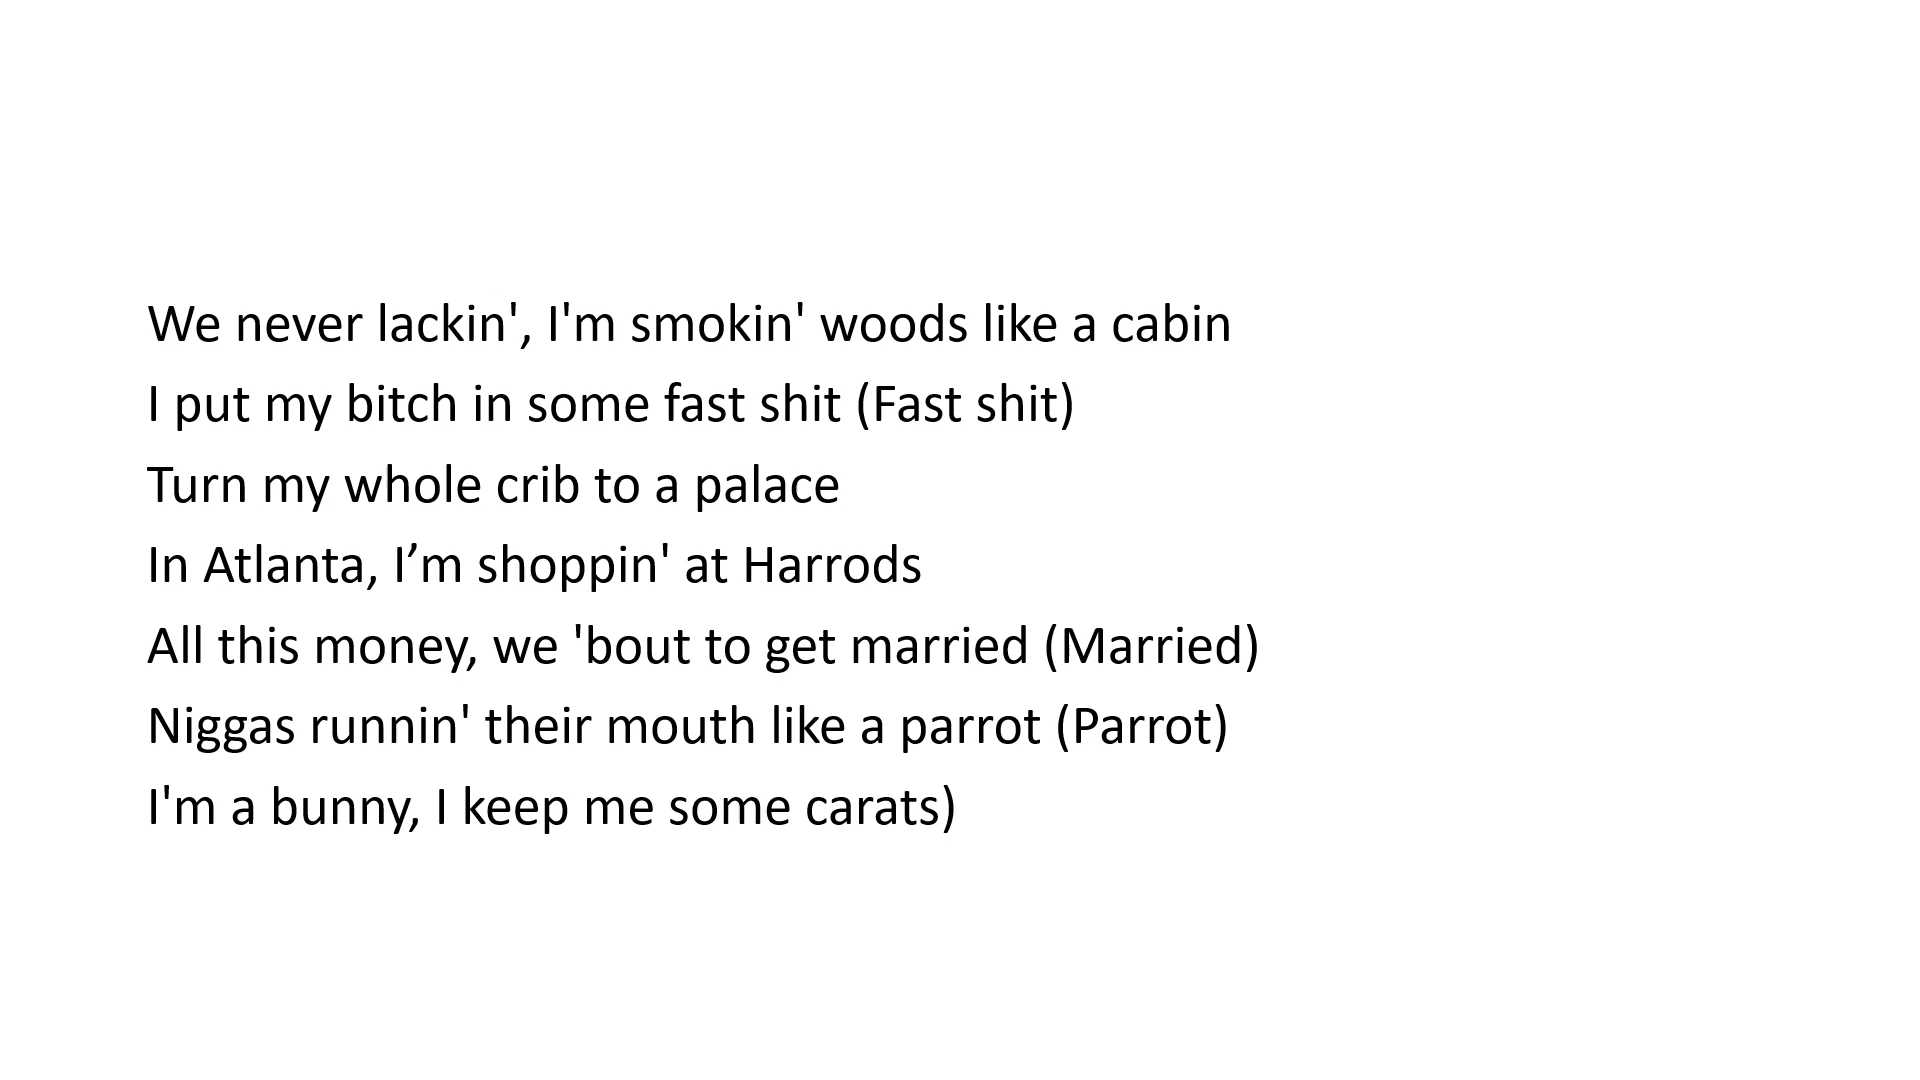 We never lackin', I'm smokin' woods like a cabin
I put my bitch in some fast shit (Fast shit)
Turn my whole crib to a palace
In Atlanta, I’m shoppin' at Harrods
All this money, we 'bout to get married (Married)
Niggas runnin' their mouth like a parrot (Parrot)
I'm a bunny, I keep me some carats)